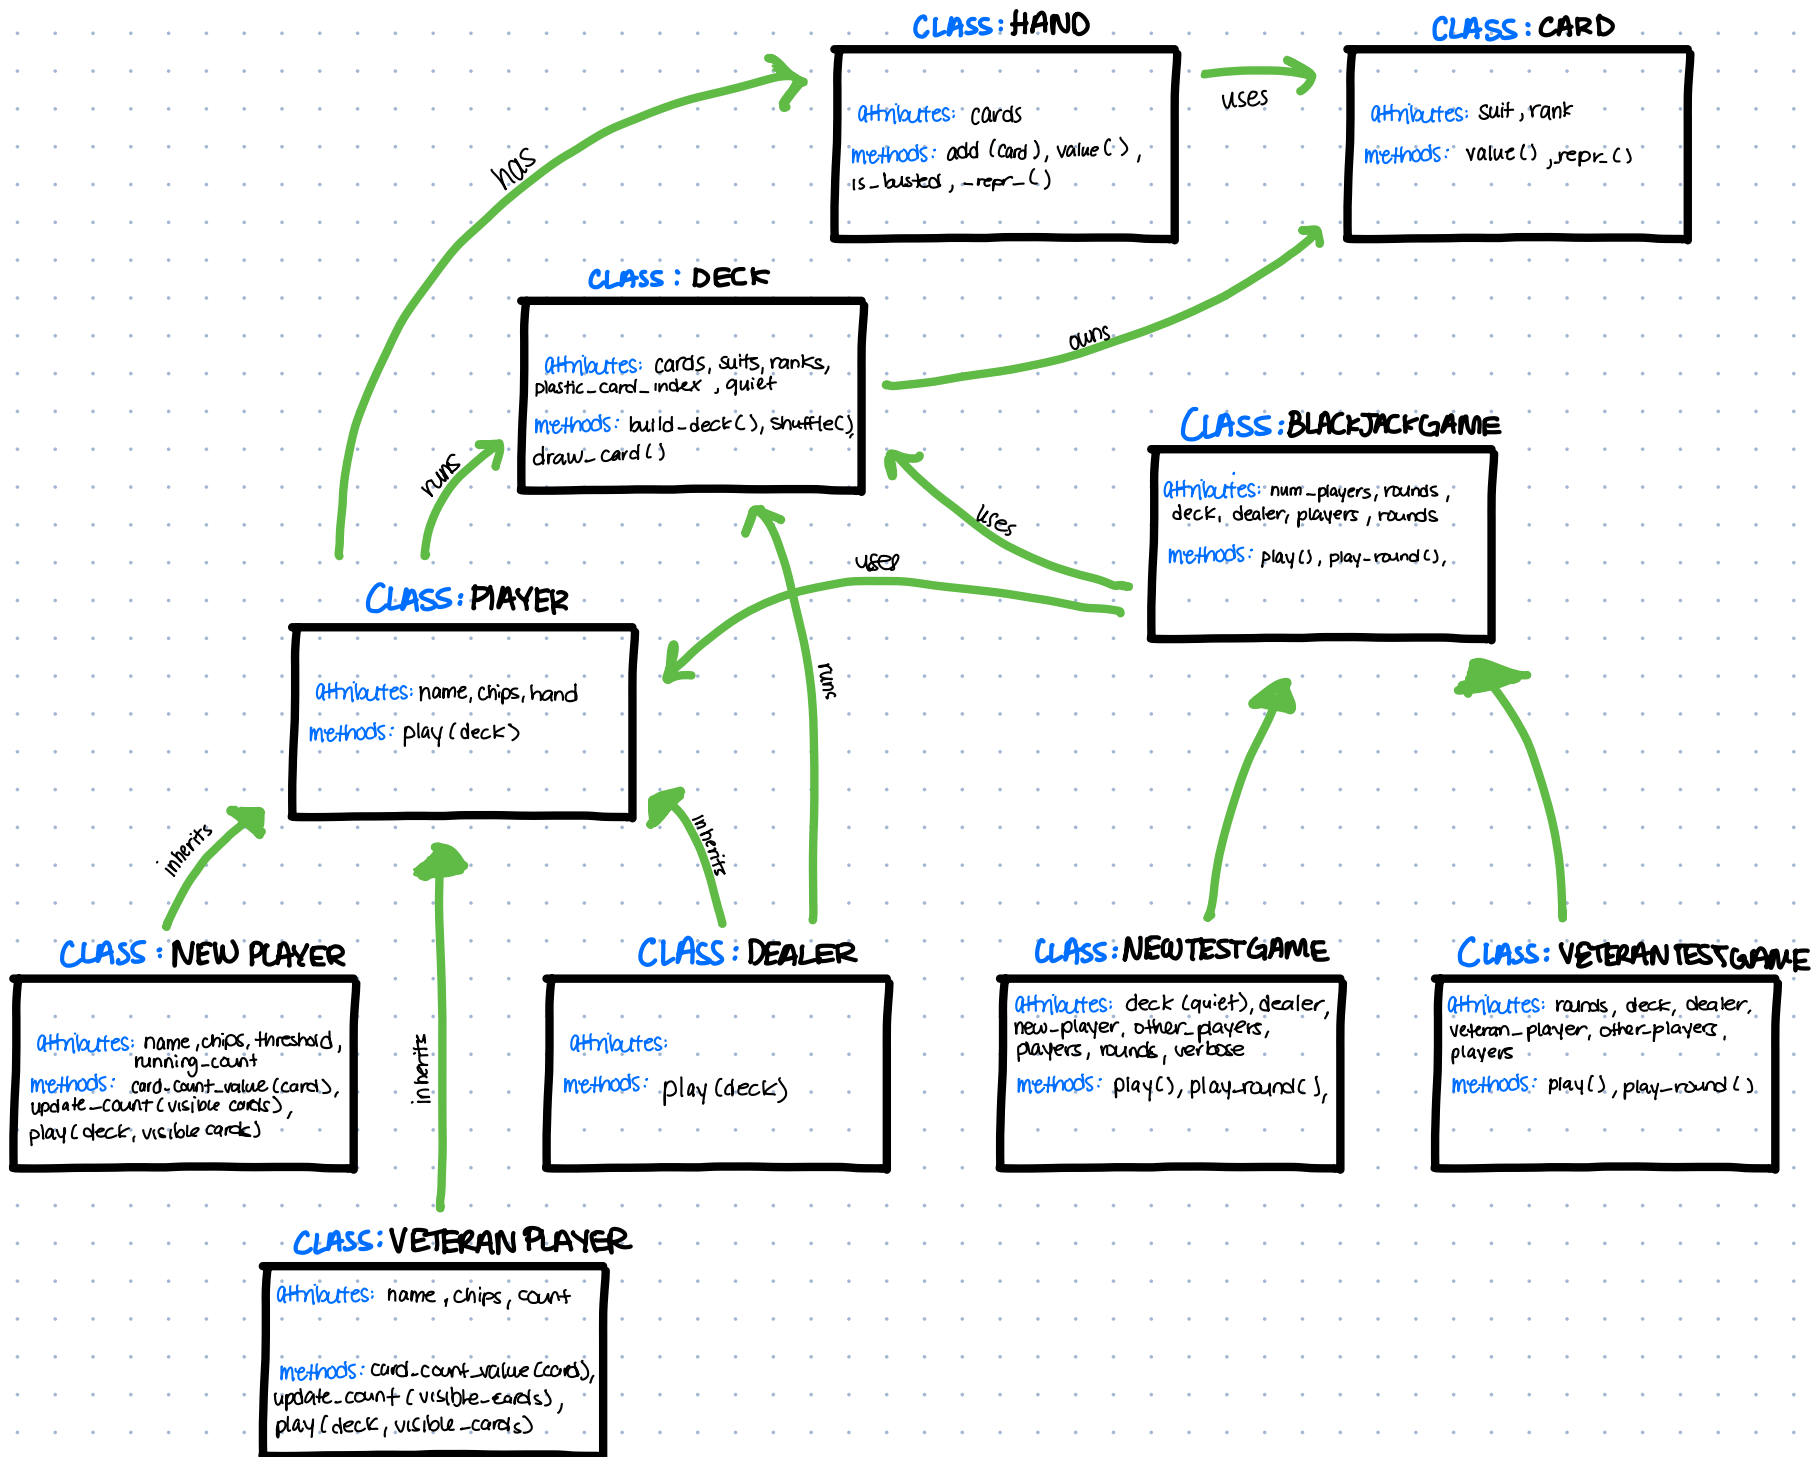 CLASS: HAND
attributes: cards
methods: add (card), value(),
is_busted, _repr_()
CLASS: CARD
attributes: suit, rank
methods: value(), _repr_()
uses
has
CLASS: DECK
attributes: cards, suits, ranks,
plastic_card_index, quiet
methods: build_deck(), shuffle(),
draw_card()
owns
runs
CLASS: BLACKJACKGAME
attributes: num_players, rounds,
deck, dealer, players, rounds
methods: play(), play_round(),
uses
uses
runs
CLASS: PLAYER
attributes: name, chips, hand
methods: play (deck)
inherits
inherits
inherits
CLASS: NEW PLAYER
attributes: name, chips, threshold,
running_count
methods: card_count_value (card),
update_count (visible cards),
play (deck, visible cards)
CLASS: DEALER
attributes:
methods: play (deck)
CLASS: NEWTESTGAME
attributes: deck (quiet), dealer,
new_player, other_players,
players, rounds, verbose
methods: play(), play_round(),
CLASS: VETERANTESTGAME
attributes: rounds, deck, dealer,
veteran_player, other_players,
players
methods: play(), play_round()
CLASS: VETERAN PLAYER
attributes: name, chips, count
methods: card_count_value (card),
update_count (visible_cards),
play (deck, visible_cards)